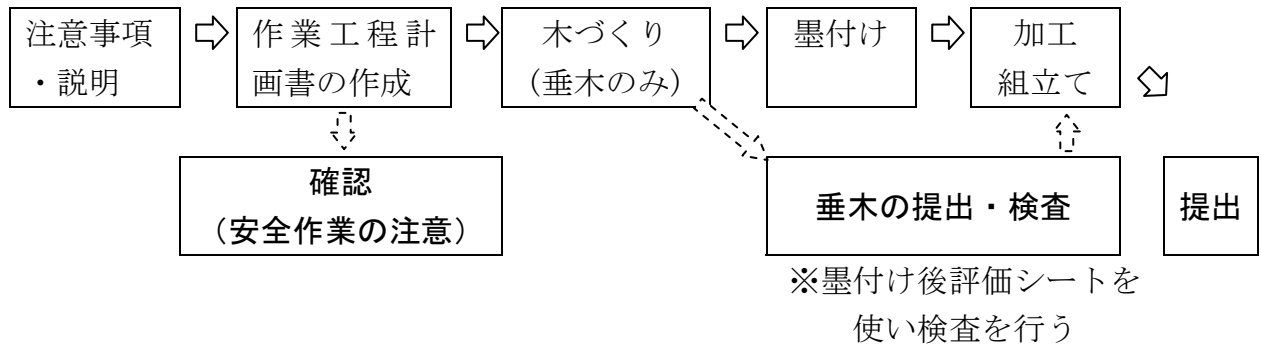 注意事項
・説明
作業工程計
画書の作成
木づくり
（垂木のみ）
墨付け
加工
組立て
確認
（安全作業の注意）
垂木の提出・検査
提出
※墨付け後評価シートを
使い検査を行う